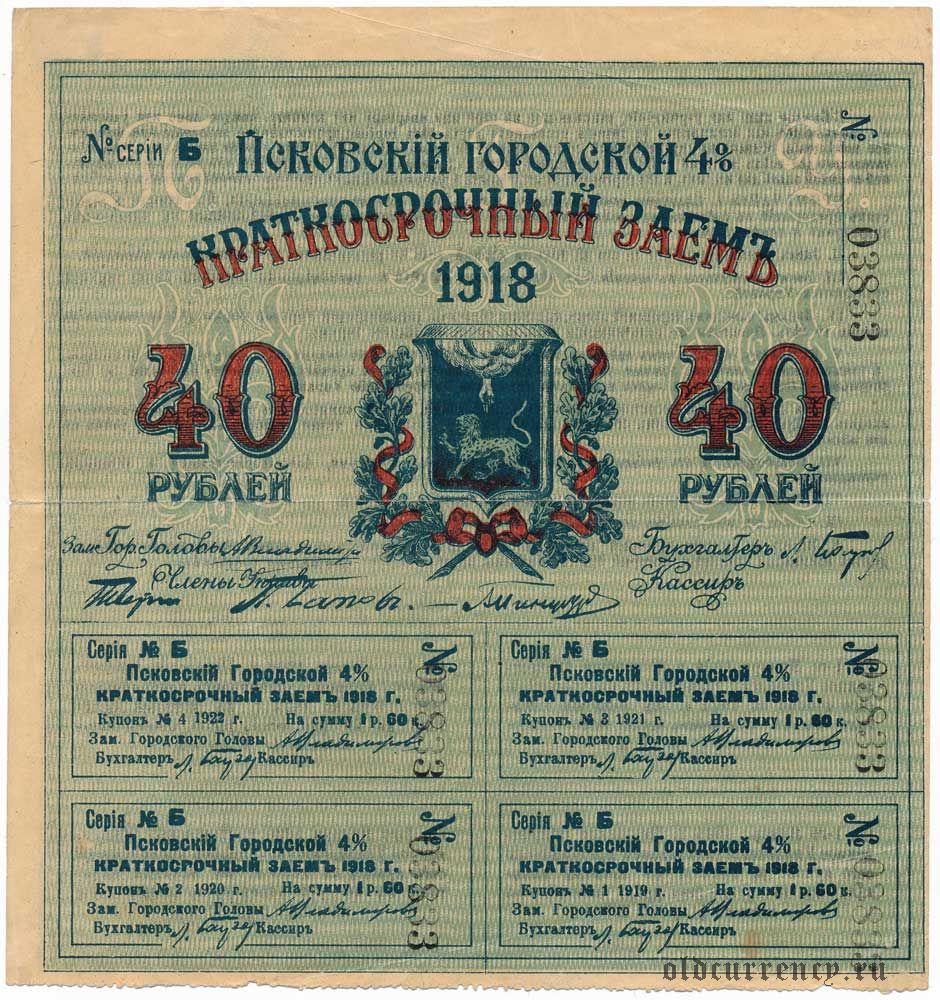 № СЕРІИ Б
ПСКОВСКІЙ ГОРОДСКОЙ 4%
КРАТКОСРОЧНЫЙ ЗАЕМЪ
1918
№ 03833
40 40
РУБЛЕЙ РУБЛЕЙ
Зам. Гор. Головы
Бухгалтеръ
Члены Управы
Кассиръ
Серія № Б
Псковскій Городской 4%
КРАТКОСРОЧНЫЙ ЗАЕМЪ 1918 Г.
Купонъ № 4 1922 г. На сумму 1 р. 60 к.
Зам. Городского Головы
Бухгалтеръ Кассиръ
№ 03833
Серія № Б
Псковскій Городской 4%
КРАТКОСРОЧНЫЙ ЗАЕМЪ 1918 Г.
Купонъ № 3 1921 г. На сумму 1 р. 60 к.
Зам. Городского Головы
Бухгалтеръ Кассиръ
№ 03833
Серія № Б
Псковскій Городской 4%
КРАТКОСРОЧНЫЙ ЗАЕМЪ 1918 Г.
Купонъ № 2 1920 г. На сумму 1 р. 60 к.
Зам. Городского Головы
Бухгалтеръ Кассиръ
№ 03833
Серія № Б
Псковскій Городской 4%
КРАТКОСРОЧНЫЙ ЗАЕМЪ 1918 Г.
Купонъ № 1 1919 г. На сумму 1 р. 60 к.
Зам. Городского Головы
Бухгалтеръ Кассиръ
№ 03833
oldcurrency.ru